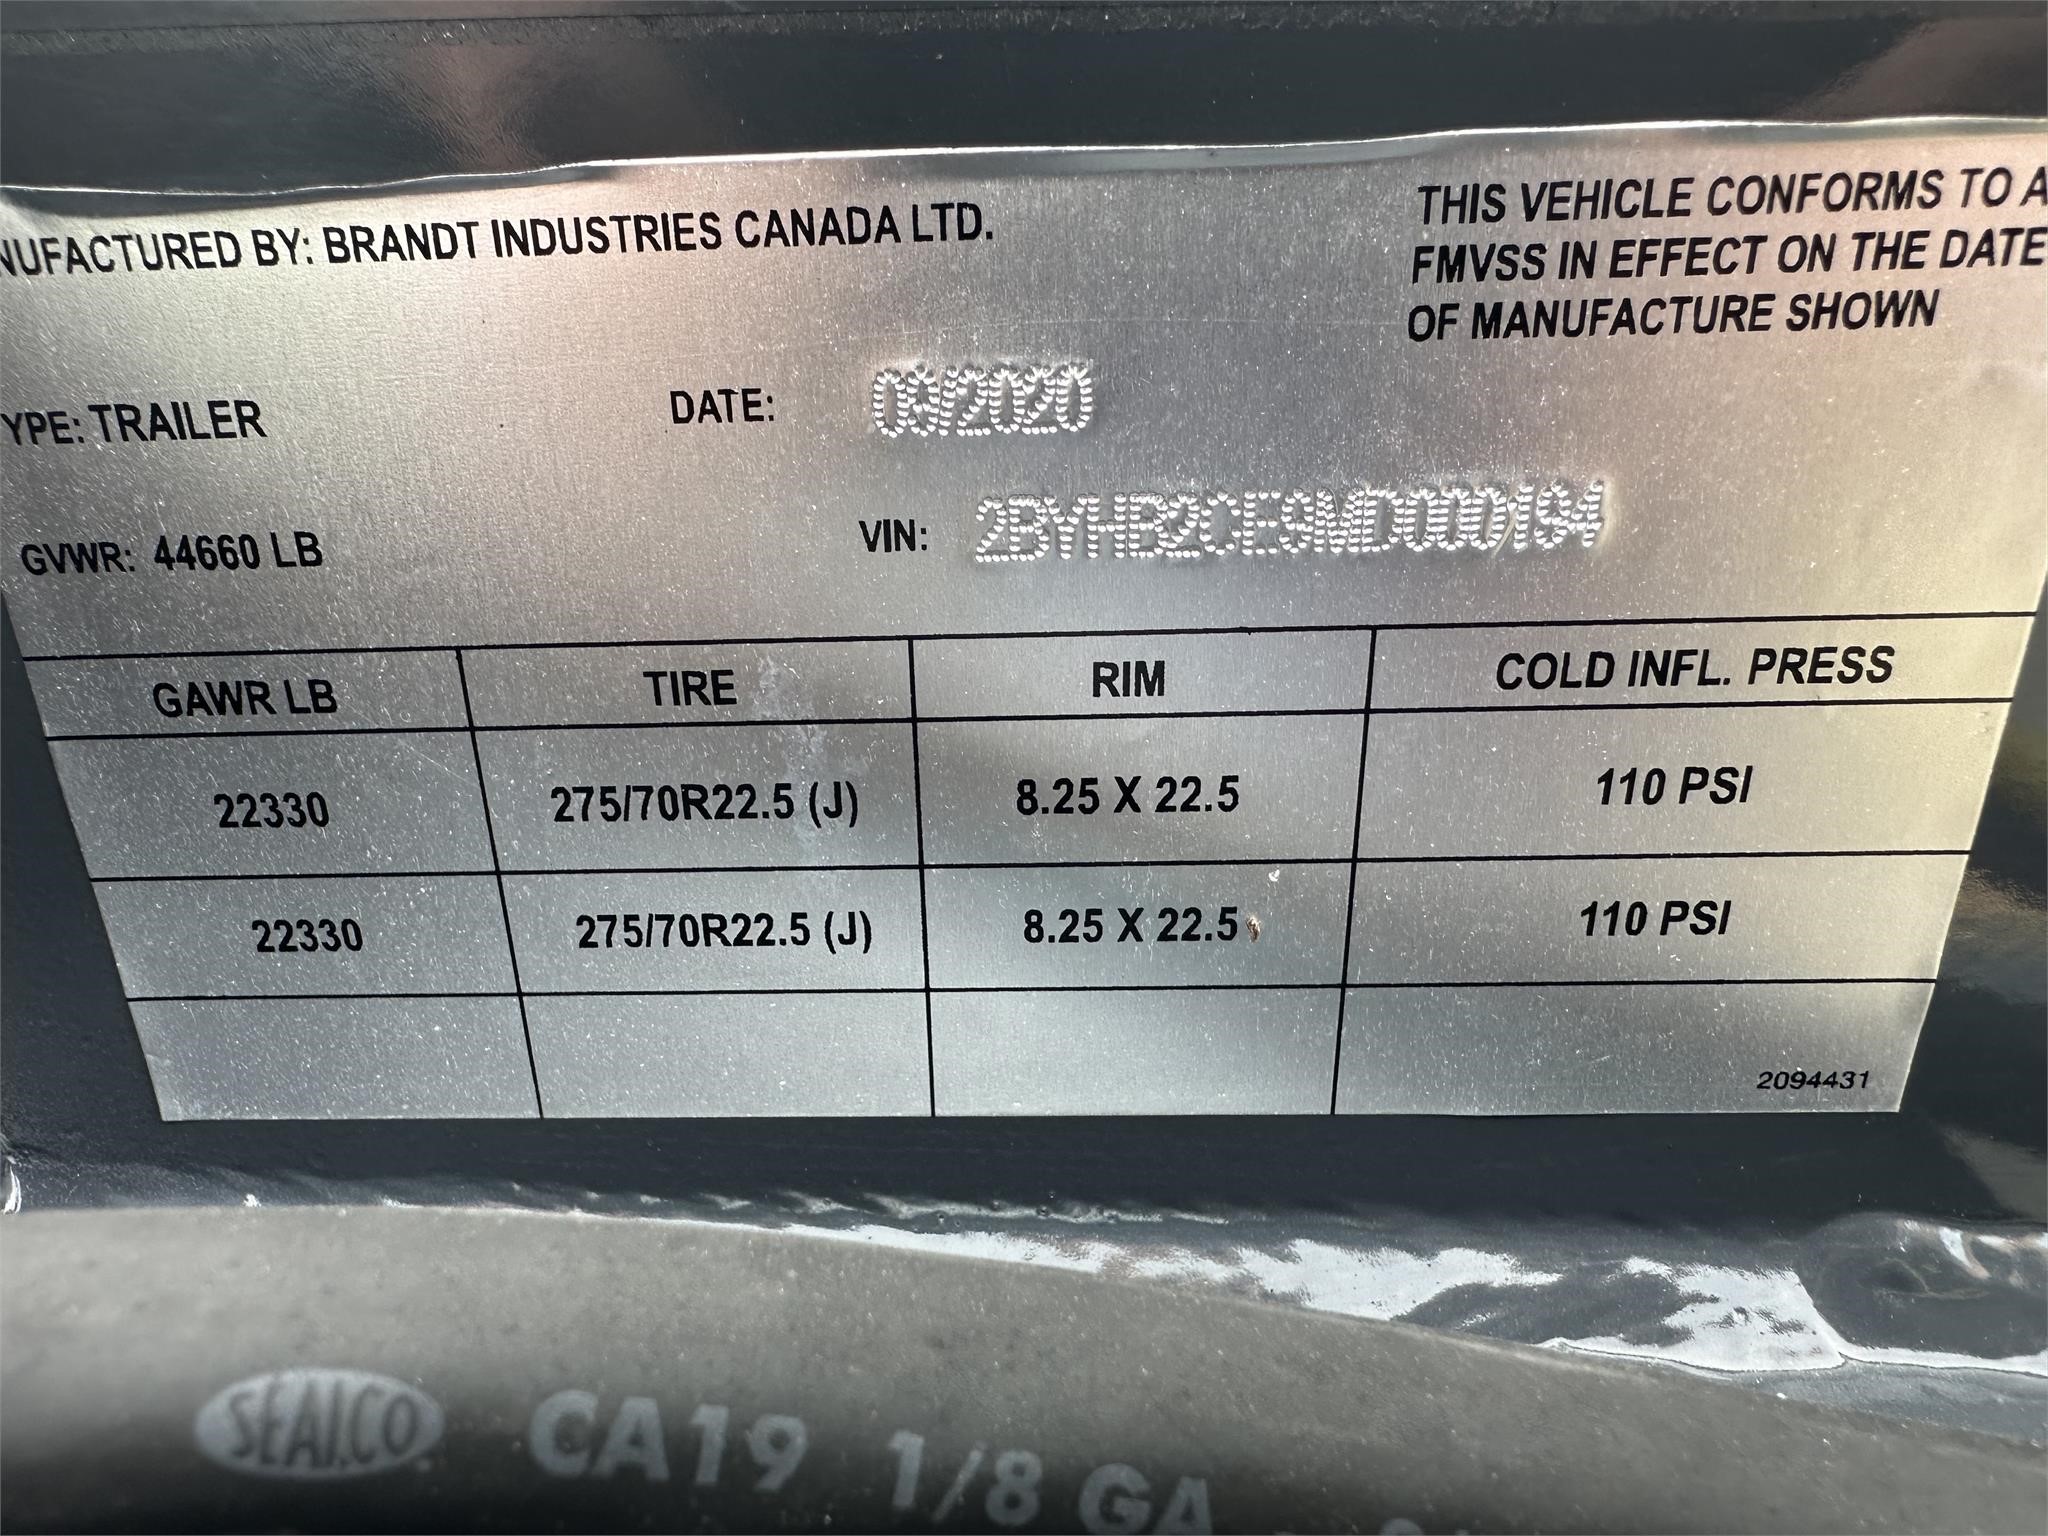 NUFACTURED BY: BRANDT INDUSTRIES CANADA LTD.
THIS VEHICLE CONFORMS TO A
FMVSS IN EFFECT ON THE DATE
OF MANUFACTURE SHOWN
YPE: TRAILER
DATE: 09/2020
GVWR: 44660 LB
VIN: 2BYHB2CE9MD000194
GAWR LB TIRE RIM COLD INFL. PRESS
22330 275/70R22.5 (J) 8.25 X 22.5 110 PSI
22330 275/70R22.5 (J) 8.25 X 22.5 110 PSI
2094431
SEALCO CA19 1/8 GA